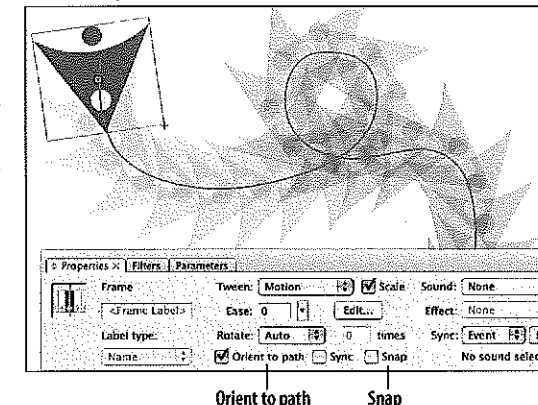 Properties × Filters Parameters
Frame Tween: Motion Scale Sound: None
<Frame Label> Ease: 0 Edit... Effect: None
Label type: Rotate: Auto 0 times Sync: Event
Name Orient to path Sync Snap No sound selec
Orient to path Snap